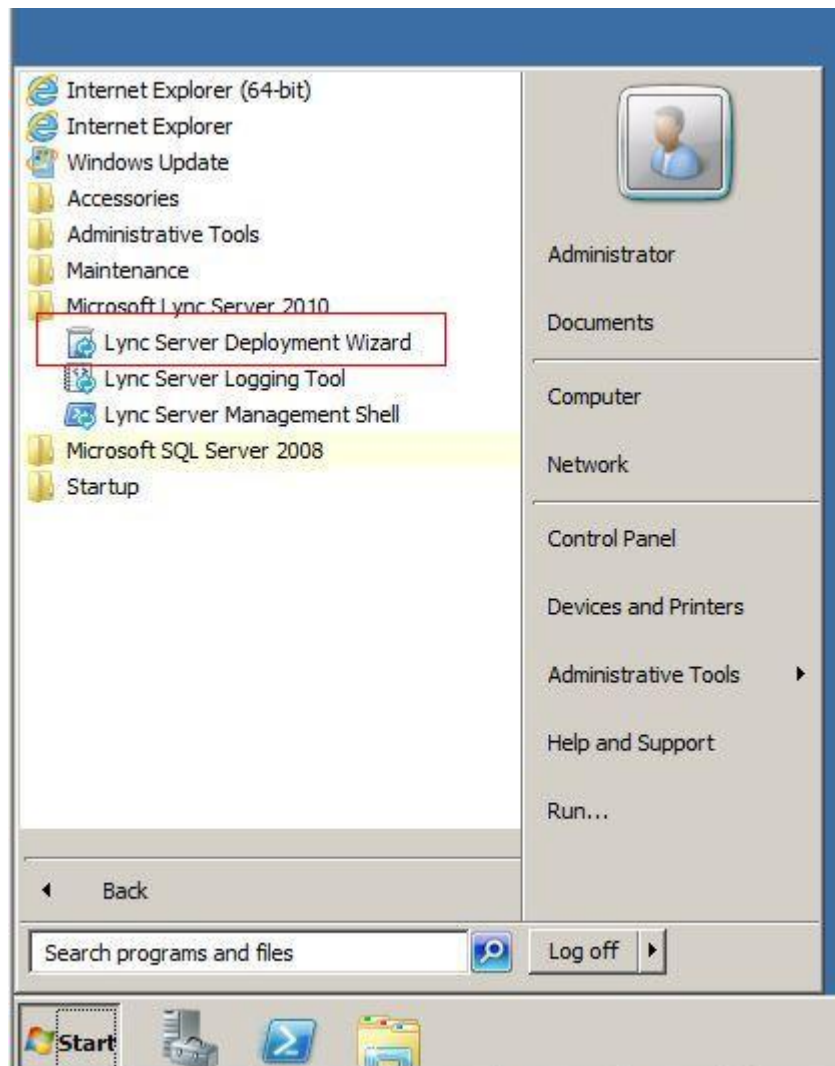 Internet Explorer (64-bit)
Internet Explorer
Windows Update
Accessories
Administrative Tools
Maintenance
Microsoft Lync Server 2010
Lync Server Deployment Wizard
Lync Server Logging Tool
Lync Server Management Shell
Microsoft SQL Server 2008
Startup
Back
Search programs and files
Administrator
Documents
Computer
Network
Control Panel
Devices and Printers
Administrative Tools
Help and Support
Run...
Log off
Start